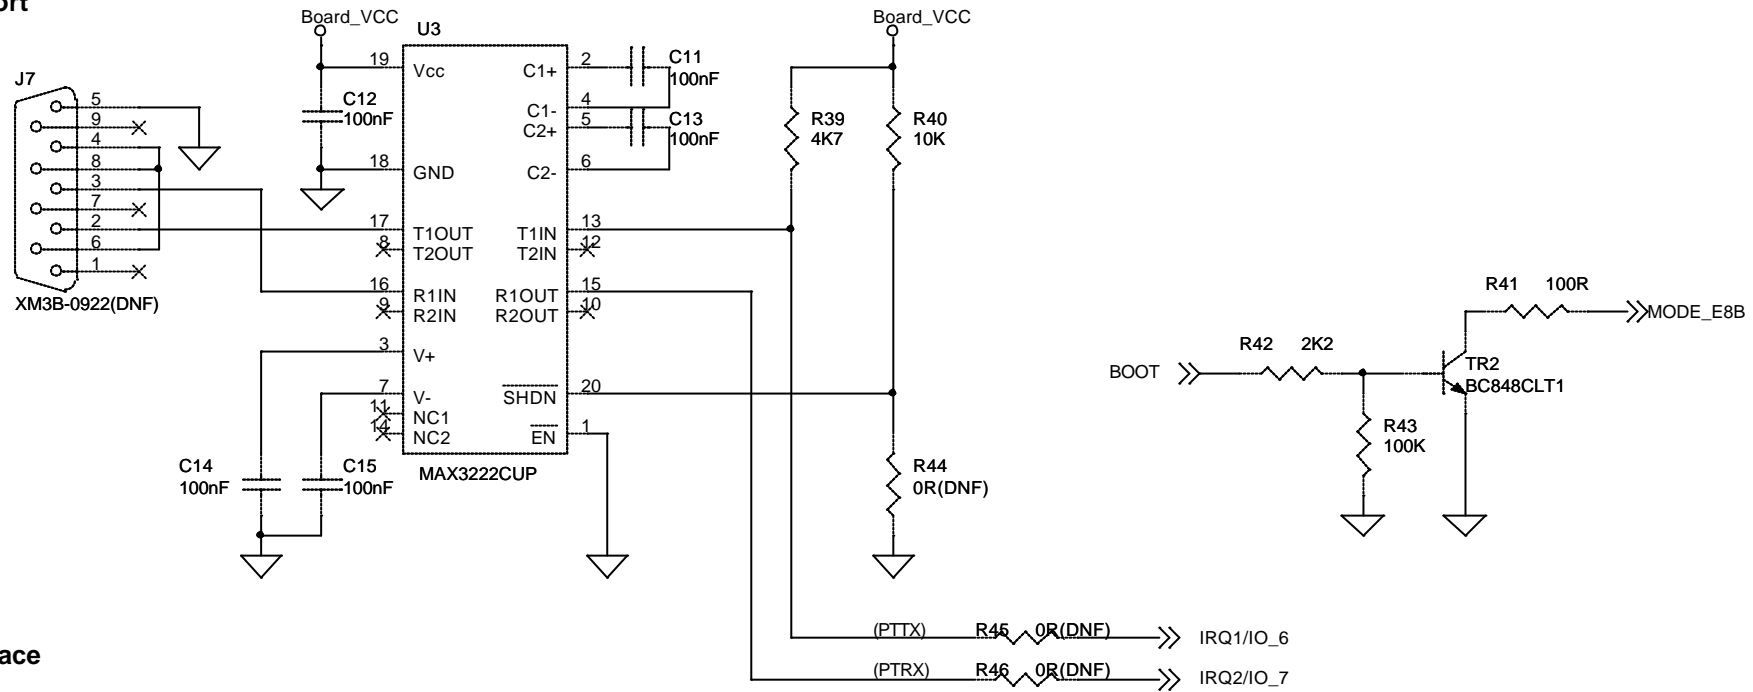 ort
Board_VCC
Board_VCC
U3
J7
XM3B-0922(DNF)
5
9
4
8
3
7
2
6
1
C12
100nF
19
18
17
8
16
9
3
7
11
14
Vcc
GND
T1OUT
T2OUT
R1IN
R2IN
V+
V-
NC1
NC2
C1+
C1-
C2+
C2-
T1IN
T2IN
R1OUT
R2OUT
SHDN
EN
MAX3222CUP
2
4
5
6
13
12
15
10
20
1
C11
100nF
C13
100nF
C14
100nF
C15
100nF
R39
4K7
R40
10K
R44
0R(DNF)
(PTTX)
R45
0R(DNF)
IRQ1/IO_6
(PTRX)
R46
0R(DNF)
IRQ2/IO_7
BOOT
R42
2K2
R43
100K
R41
100R
MODE_E8B
TR2
BC848CLT1
ace